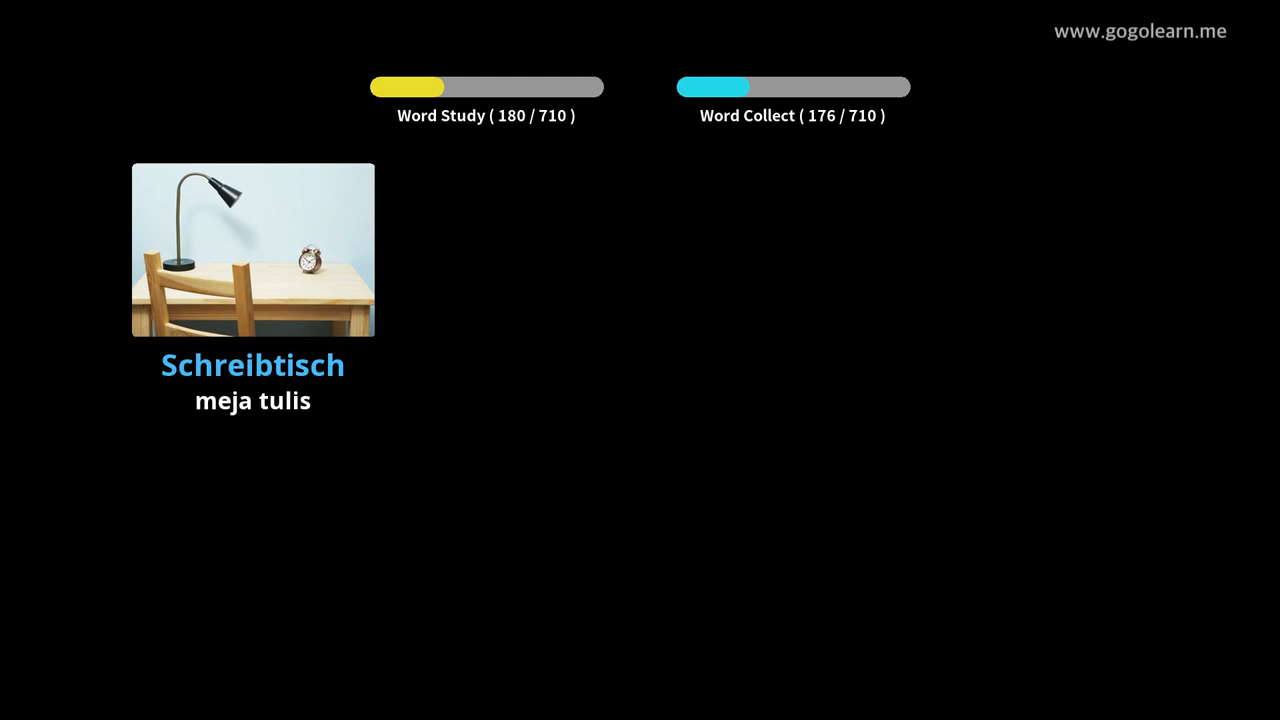 www.gogolearn.me
Word Study ( 180 / 710 )
Word Collect ( 176 / 710 )
Schreibtisch
meja tulis